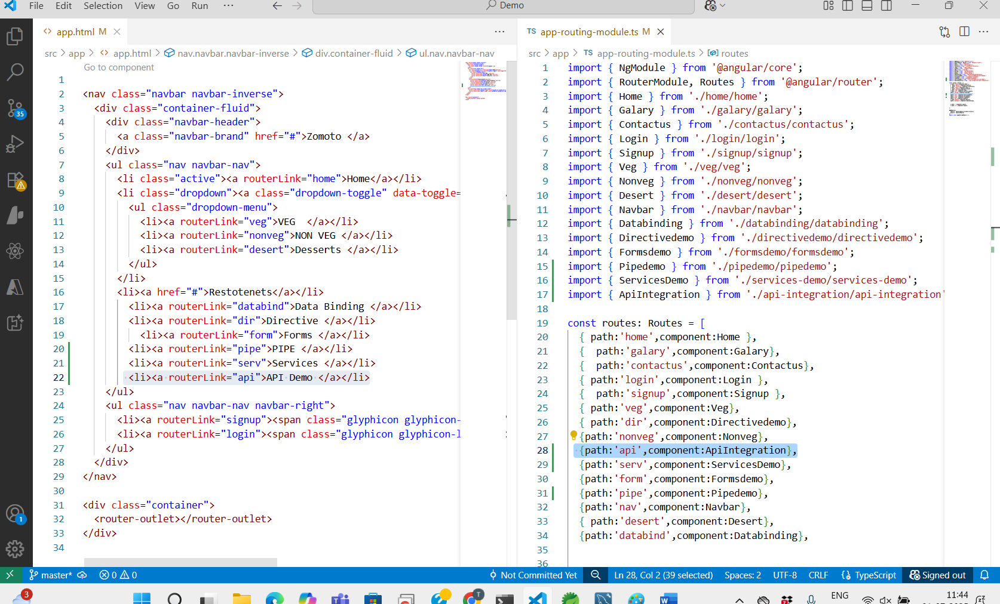 File Edit Selection View Go Run ··· Demo
app.html M
src > app > app.html > nav.navbar.navbar-inverse > div.container-fluid > ul.nav.navbar-nav
Go to component
1
2 <nav class="navbar navbar-inverse">
3 <div class="container-fluid">
4 <div class="navbar-header">
5 <a class="navbar-brand" href="#">Zomoto </a>
6 </div>
7 <ul class="nav navbar-nav">
8 <li class="active"><a routerLink="home">Home</a></li>
9 <li class="dropdown"><a class="dropdown-toggle" data-toggle=
10 <ul class="dropdown-menu">
11 <li><a routerLink="veg">VEG  </a></li>
12 <li><a routerLink="nonveg">NON VEG </a></li>
13 <li><a routerLink="desert">Desserts </a></li>
14 </ul>
15 </li>
16 <li><a href="#">Restotenets</a></li>
17 <li><a routerLink="databind">Data Binding </a></li>
18 <li><a routerLink="dir">Directive </a></li>
19 <li><a routerLink="form">Forms </a></li>
20 <li><a routerLink="pipe">PIPE </a></li>
21 <li><a routerLink="serv">Services </a></li>
22 <li><a routerLink="api">API Demo </a></li>
23 </ul>
24 <ul class="nav navbar-nav navbar-right">
25 <li><a routerLink="signup"><span class="glyphicon glyphicon-
26 <li><a routerLink="login"><span class="glyphicon glyphicon-l
27 </ul>
28 </div>
29 </nav>
30
31 <div class="container">
32 <router-outlet></router-outlet>
33 </div>
34
TS app-routing-module.ts M
src > app > TS app-routing-module.ts > routes
1 import { NgModule } from '@angular/core';
2 import { RouterModule, Routes } from '@angular/router';
3 import { Home } from './home/home';
4 import { Galary } from './galary/galary';
5 import { Contactus } from './contactus/contactus';
6 import { Login } from './login/login';
7 import { Signup } from './signup/signup';
8 import { Veg } from './veg/veg';
9 import { Nonveg } from './nonveg/nonveg';
10 import { Desert } from './desert/desert';
11 import { Navbar } from './navbar/navbar';
12 import { Databinding } from './databinding/databinding';
13 import { Directivedemo } from './directivedemo/directivedemo';
14 import { Formsdemo } from './formsdemo/formsdemo';
15 import { Pipedemo } from './pipedemo/pipedemo';
16 import { ServicesDemo } from './services-demo/services-demo';
17 import { ApiIntegration } from './api-integration/api-integration'
18
19 const routes: Routes = [
20 { path:'home',component:Home },
21 {  path:'galary',component:Galary},
22 {  path:'contactus',component:Contactus},
23 { path:'login',component:Login },
24 {  path:'signup',component:Signup },
25 { path:'veg',component:Veg},
26 { path:'dir',component:Directivedemo},
27 {path:'nonveg',component:Nonveg},
28 {path:'api',component:ApiIntegration},
29 {path:'serv',component:ServicesDemo},
30 {path:'form',component:Formsdemo},
31 {path:'pipe',component:Pipedemo},
32 {path:'nav',component:Navbar},
33 { path:'desert',component:Desert},
34 {path:'databind',component:Databinding},
35
36
35
1
master* 0 0 Not Committed Yet Ln 28, Col 2 (39 selected) Spaces: 2 UTF-8 CRLF TypeScript Signed out
3 T ENG 11:44